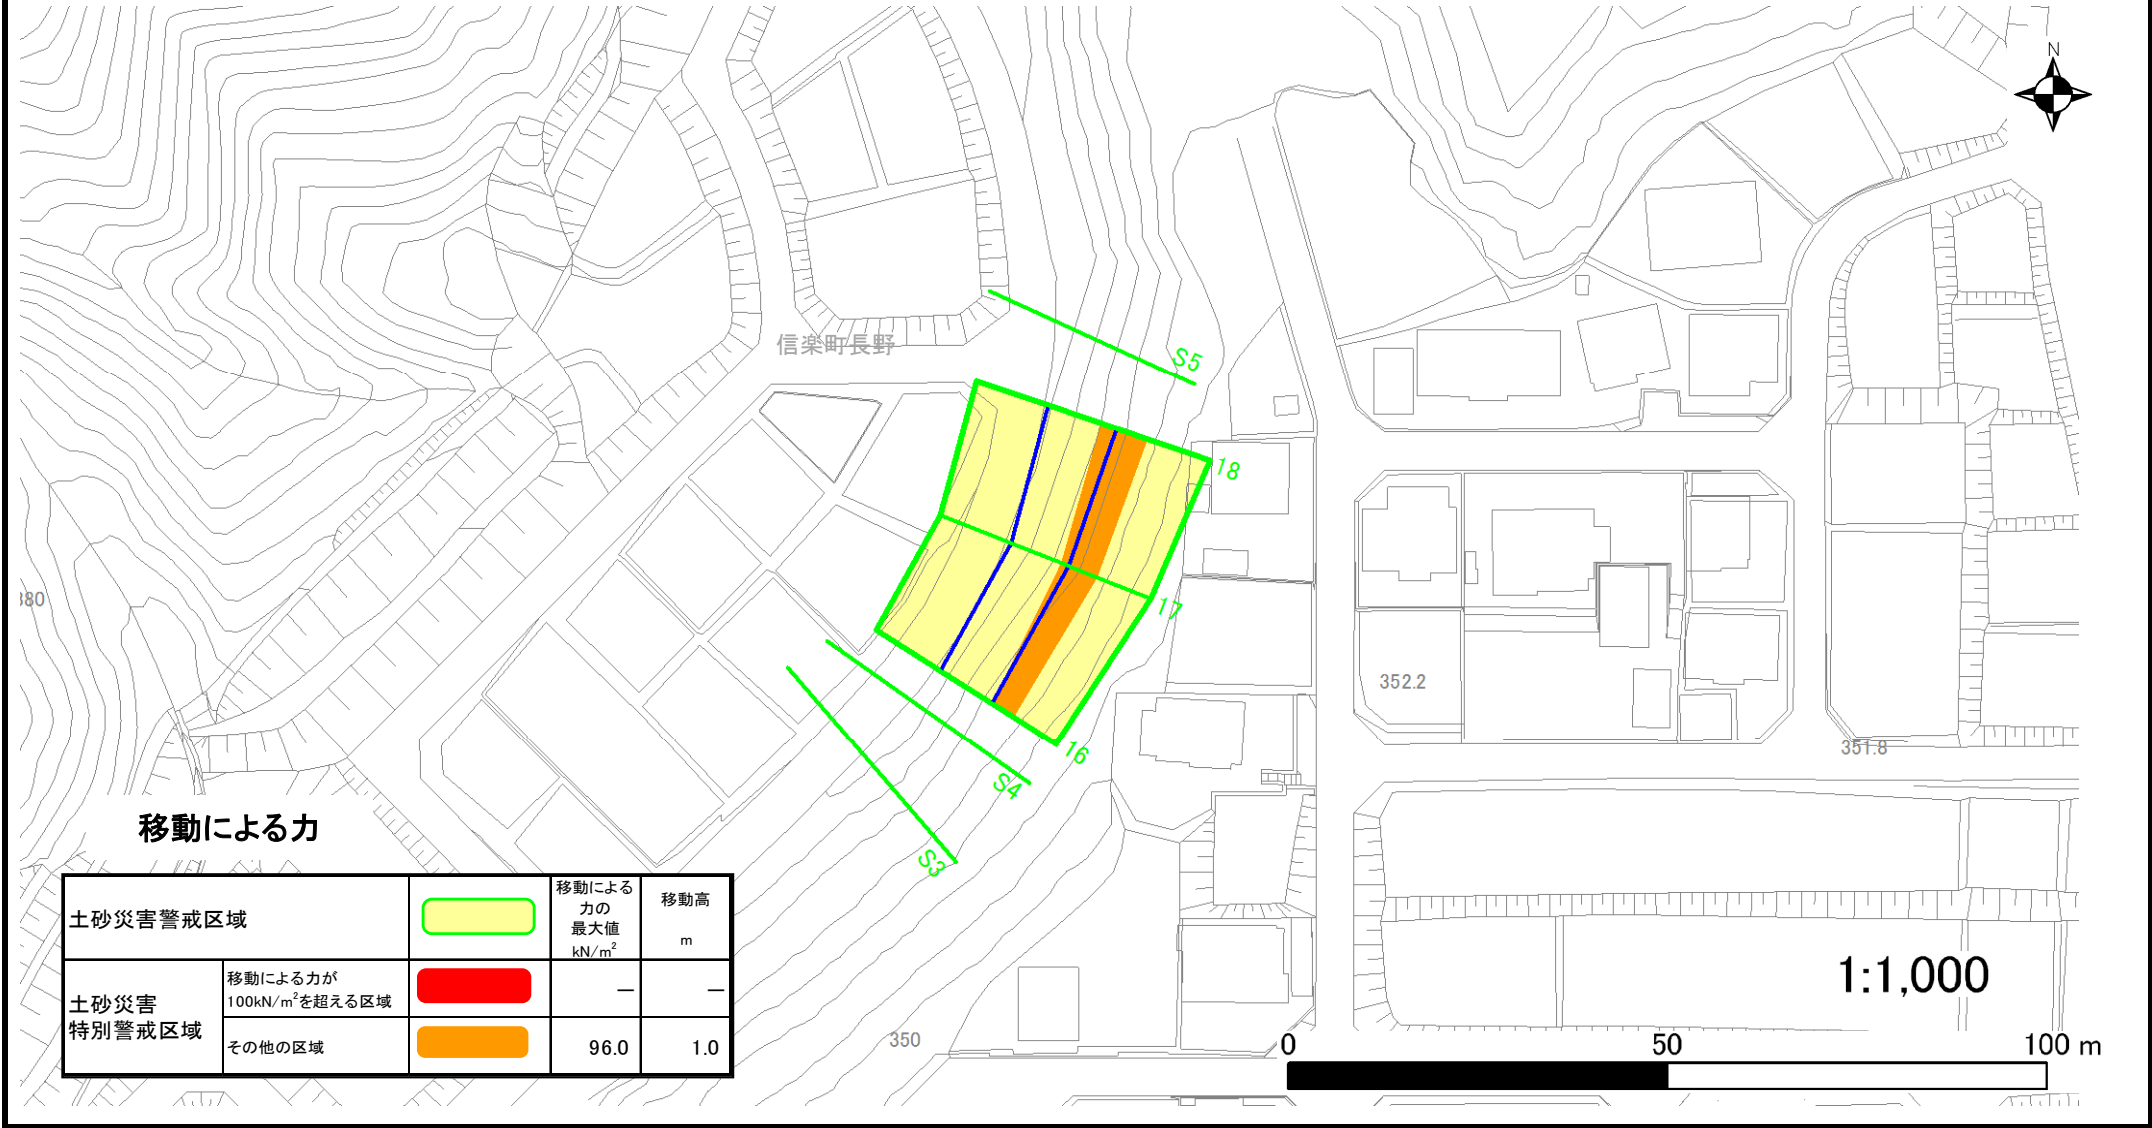 N
信楽町長野
S5
18
17
16
S4
S3
380
352.2
351.8
350
移動による力
土砂災害警戒区域
移動による
力の
最大値
kN/m²
移動高
m
土砂災害
特別警戒区域
移動による力が
100kN/m²を超える区域
—
—
その他の区域
96.0
1.0
1:1,000
0 50 100 m